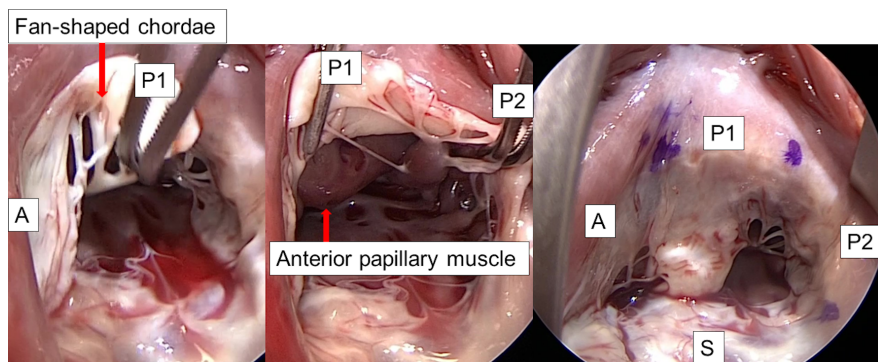 Fan-shaped chordae
P1
A
P1
P2
Anterior papillary muscle
P1
A
P2
S